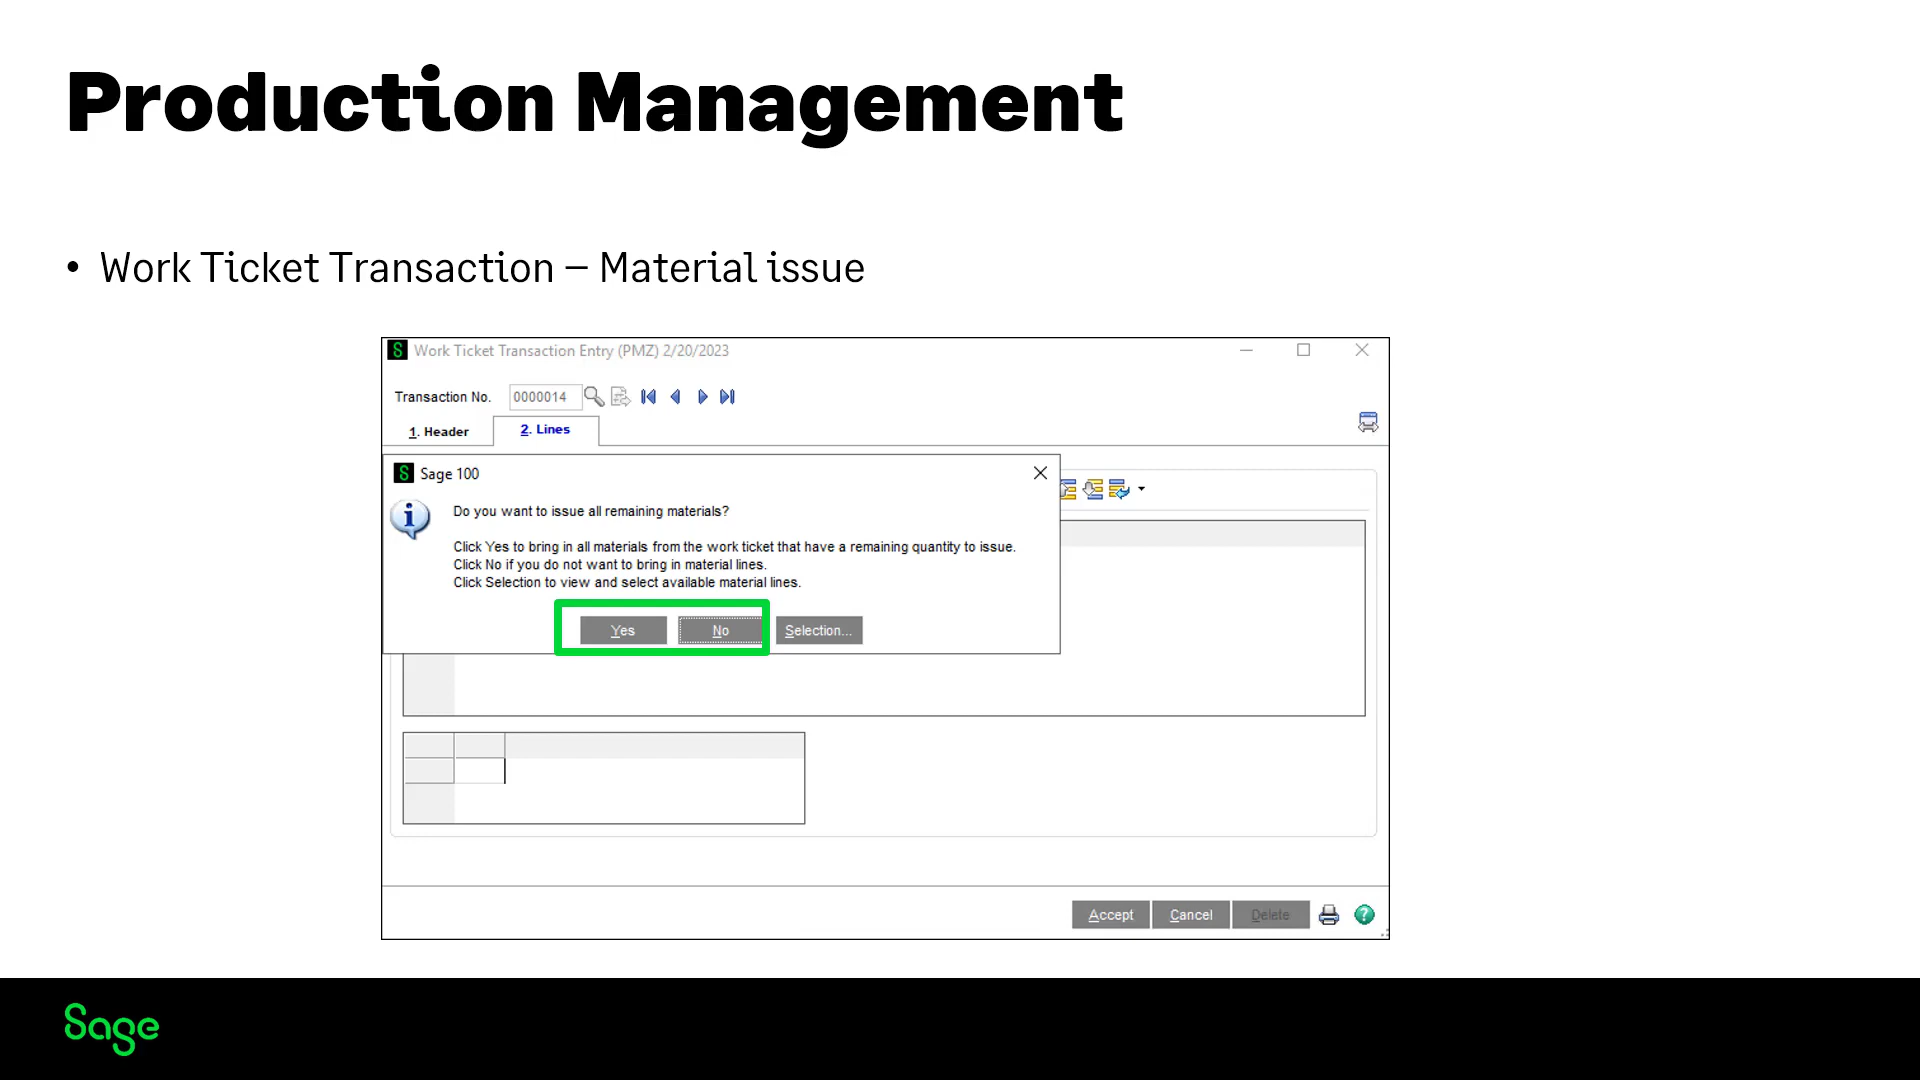 Production Management
• Work Ticket Transaction – Material issue
S Work Ticket Transaction Entry (PMZ) 2/20/2023
Transaction No. 0000014
1. Header 2. Lines
S Sage 100
Do you want to issue all remaining materials?
Click Yes to bring in all materials from the work ticket that have a remaining quantity to issue.
Click No if you do not want to bring in material lines.
Click Selection to view and select available material lines.
Yes No Selection...
Accept Cancel Delete
Sage